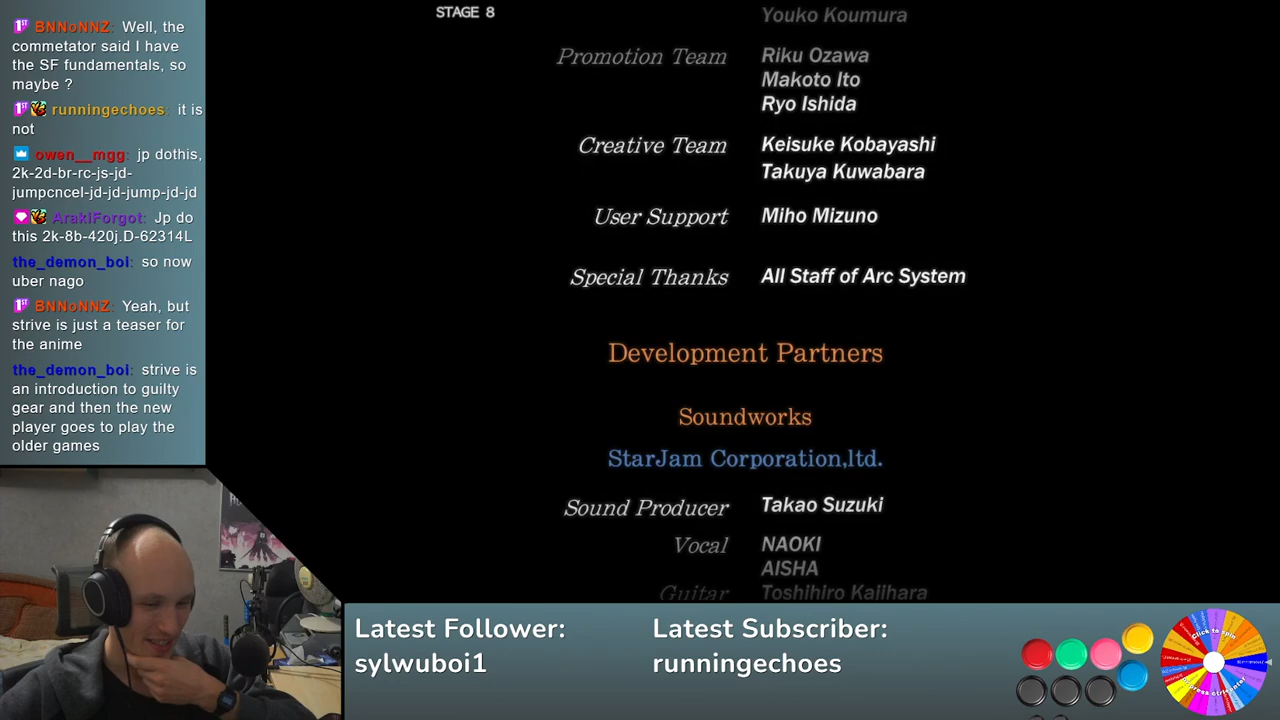 BNNoNNZ: Well, the
commetator said I have
the SF fundamentals, so
maybe ?
runningechoes: it is
not
owen__mgg: jp dothis,
2k-2d-br-rc-js-jd-
jumpcncel-jd-jd-jump-jd-jd
ArakiForgot: Jp do
this 2k-8b-420j.D-62314L
the_demon_boi: so now
uber nago
BNNoNNZ: Yeah, but
strive is just a teaser for
the anime
the_demon_boi: strive is
an introduction to guilty
gear and then the new
player goes to play the
older games
STAGE 8
Youko Koumura
Promotion Team Riku Ozawa
Makoto Ito
Ryo Ishida
Creative Team Keisuke Kobayashi
Takuya Kuwabara
User Support Miho Mizuno
Special Thanks All Staff of Arc System
Development Partners
Soundworks
StarJam Corporation,ltd.
Sound Producer Takao Suzuki
Vocal NAOKI
AISHA
Guitar Toshihiro Kajihara
Latest Follower:
sylwuboi1
Latest Subscriber:
runningechoes
Click to spin